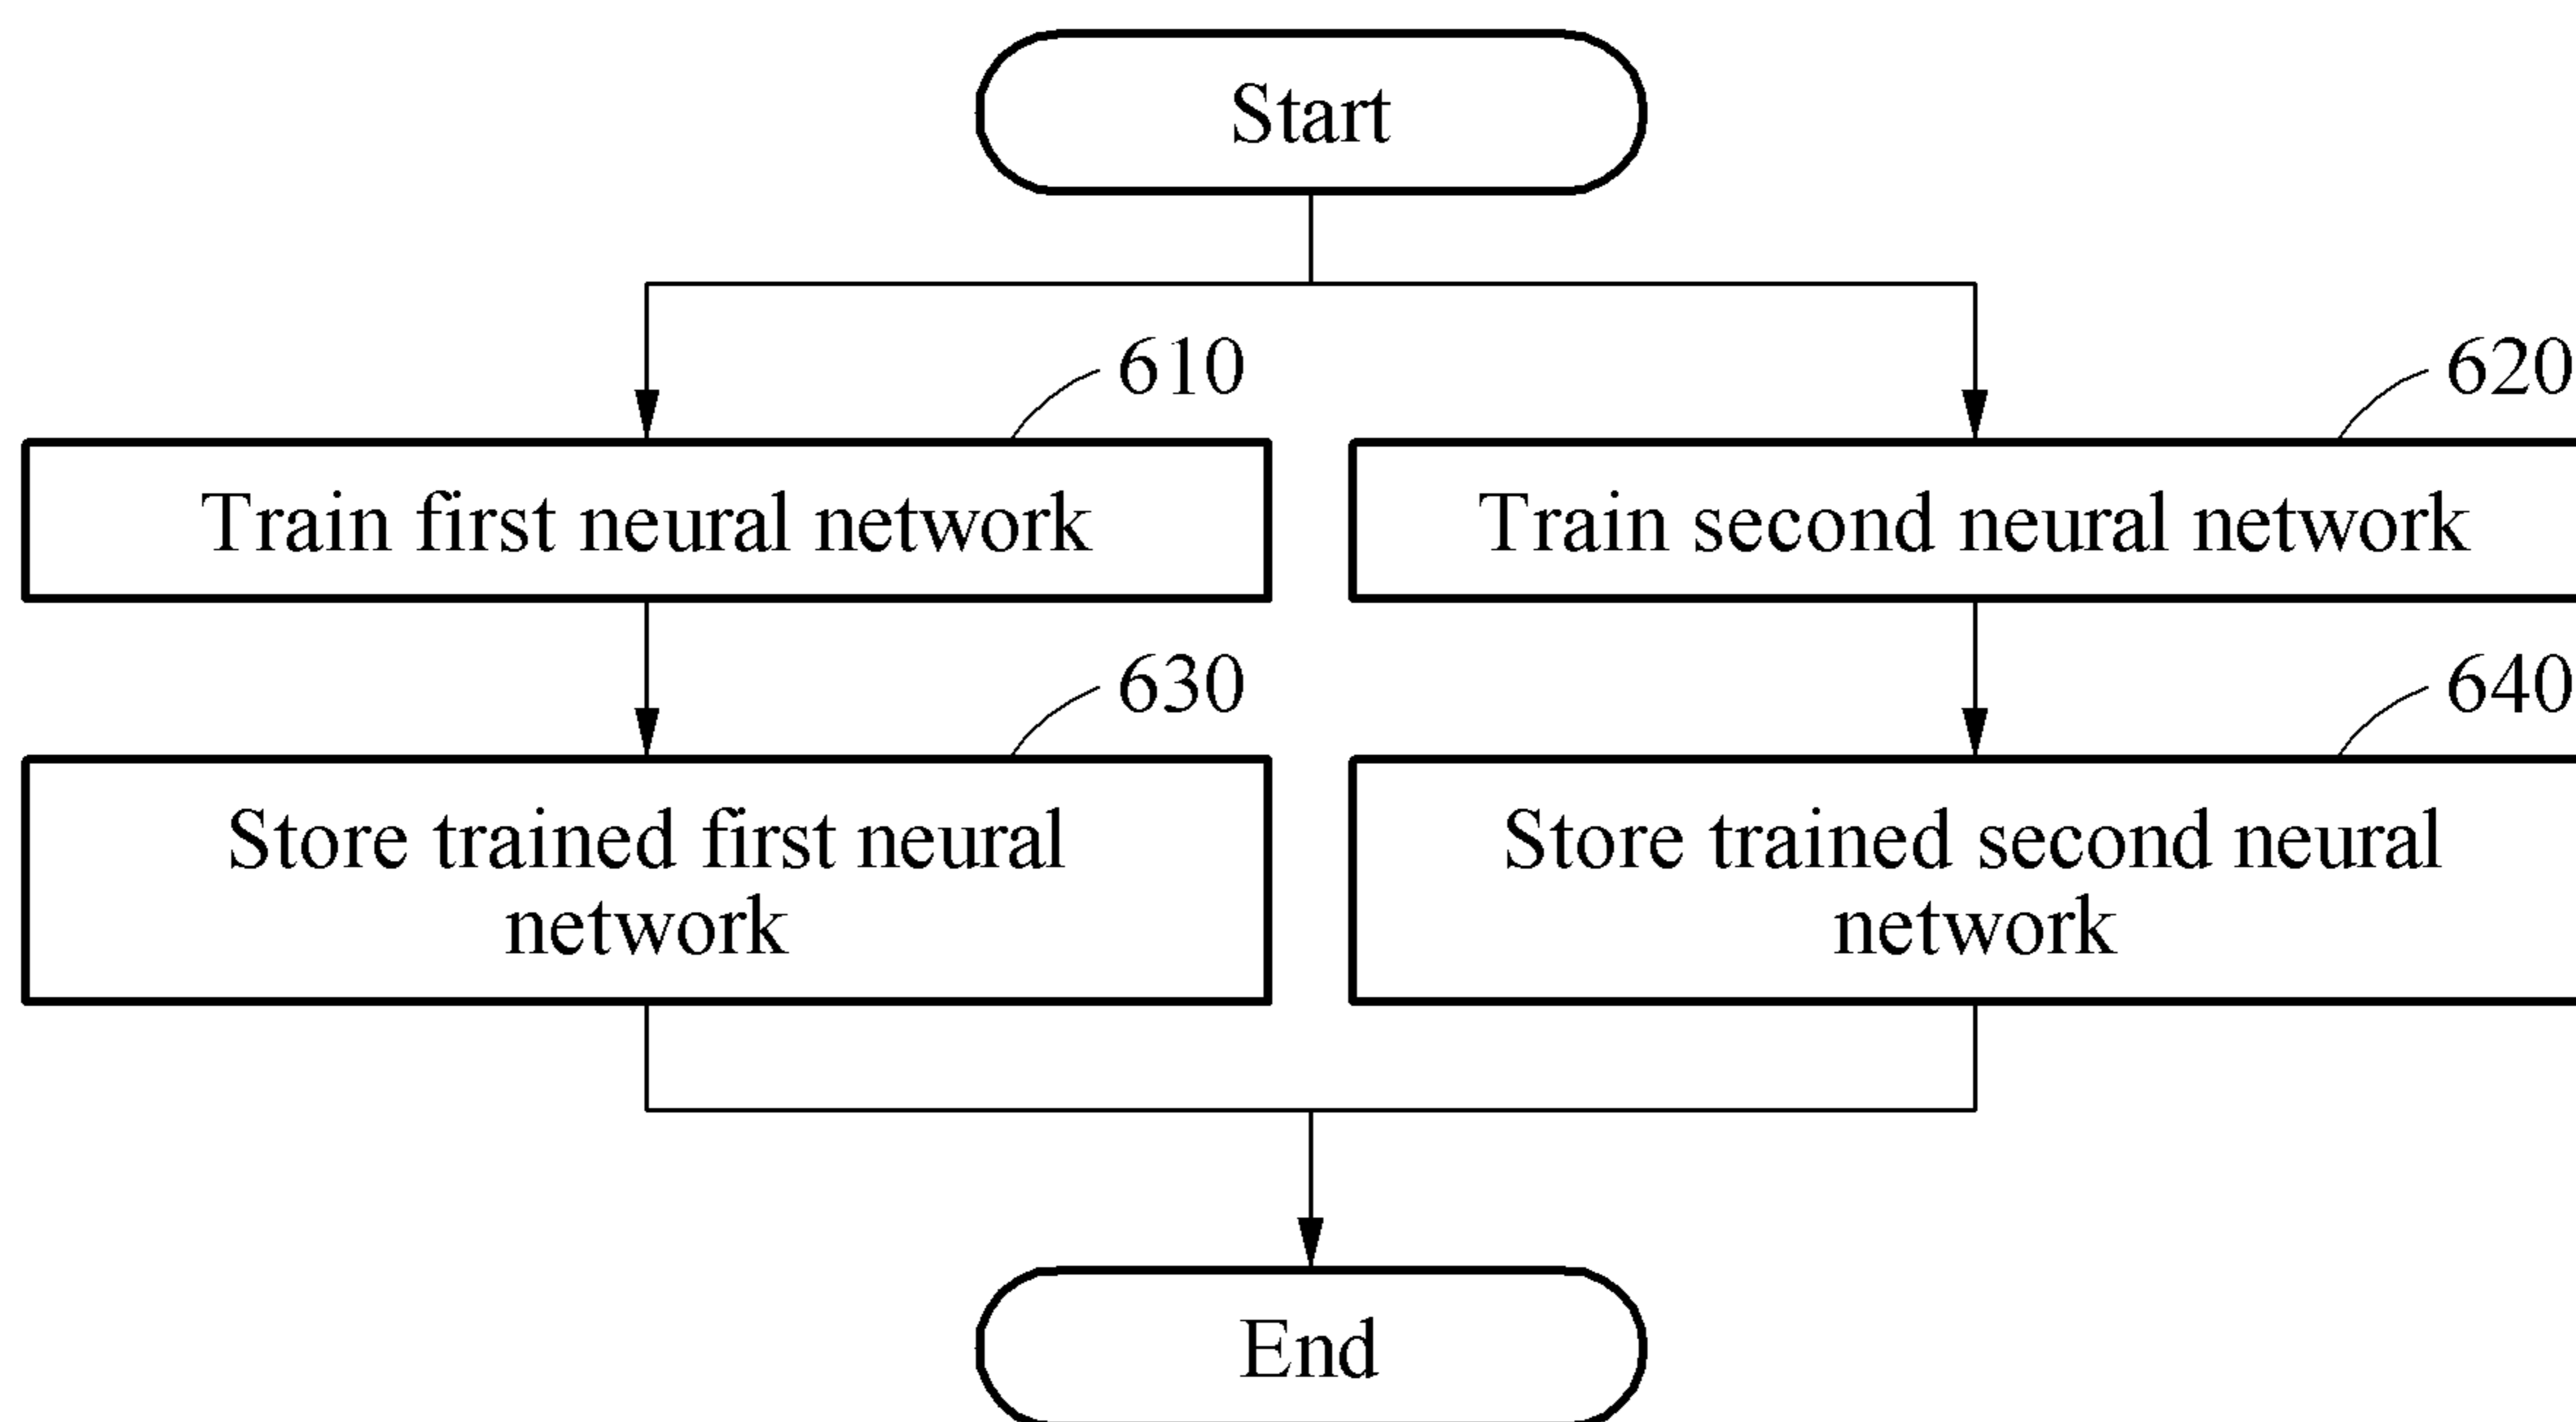 Start
610
620
Train first neural network
Train second neural network
630
640
Store trained first neural
network
Store trained second neural
network
End